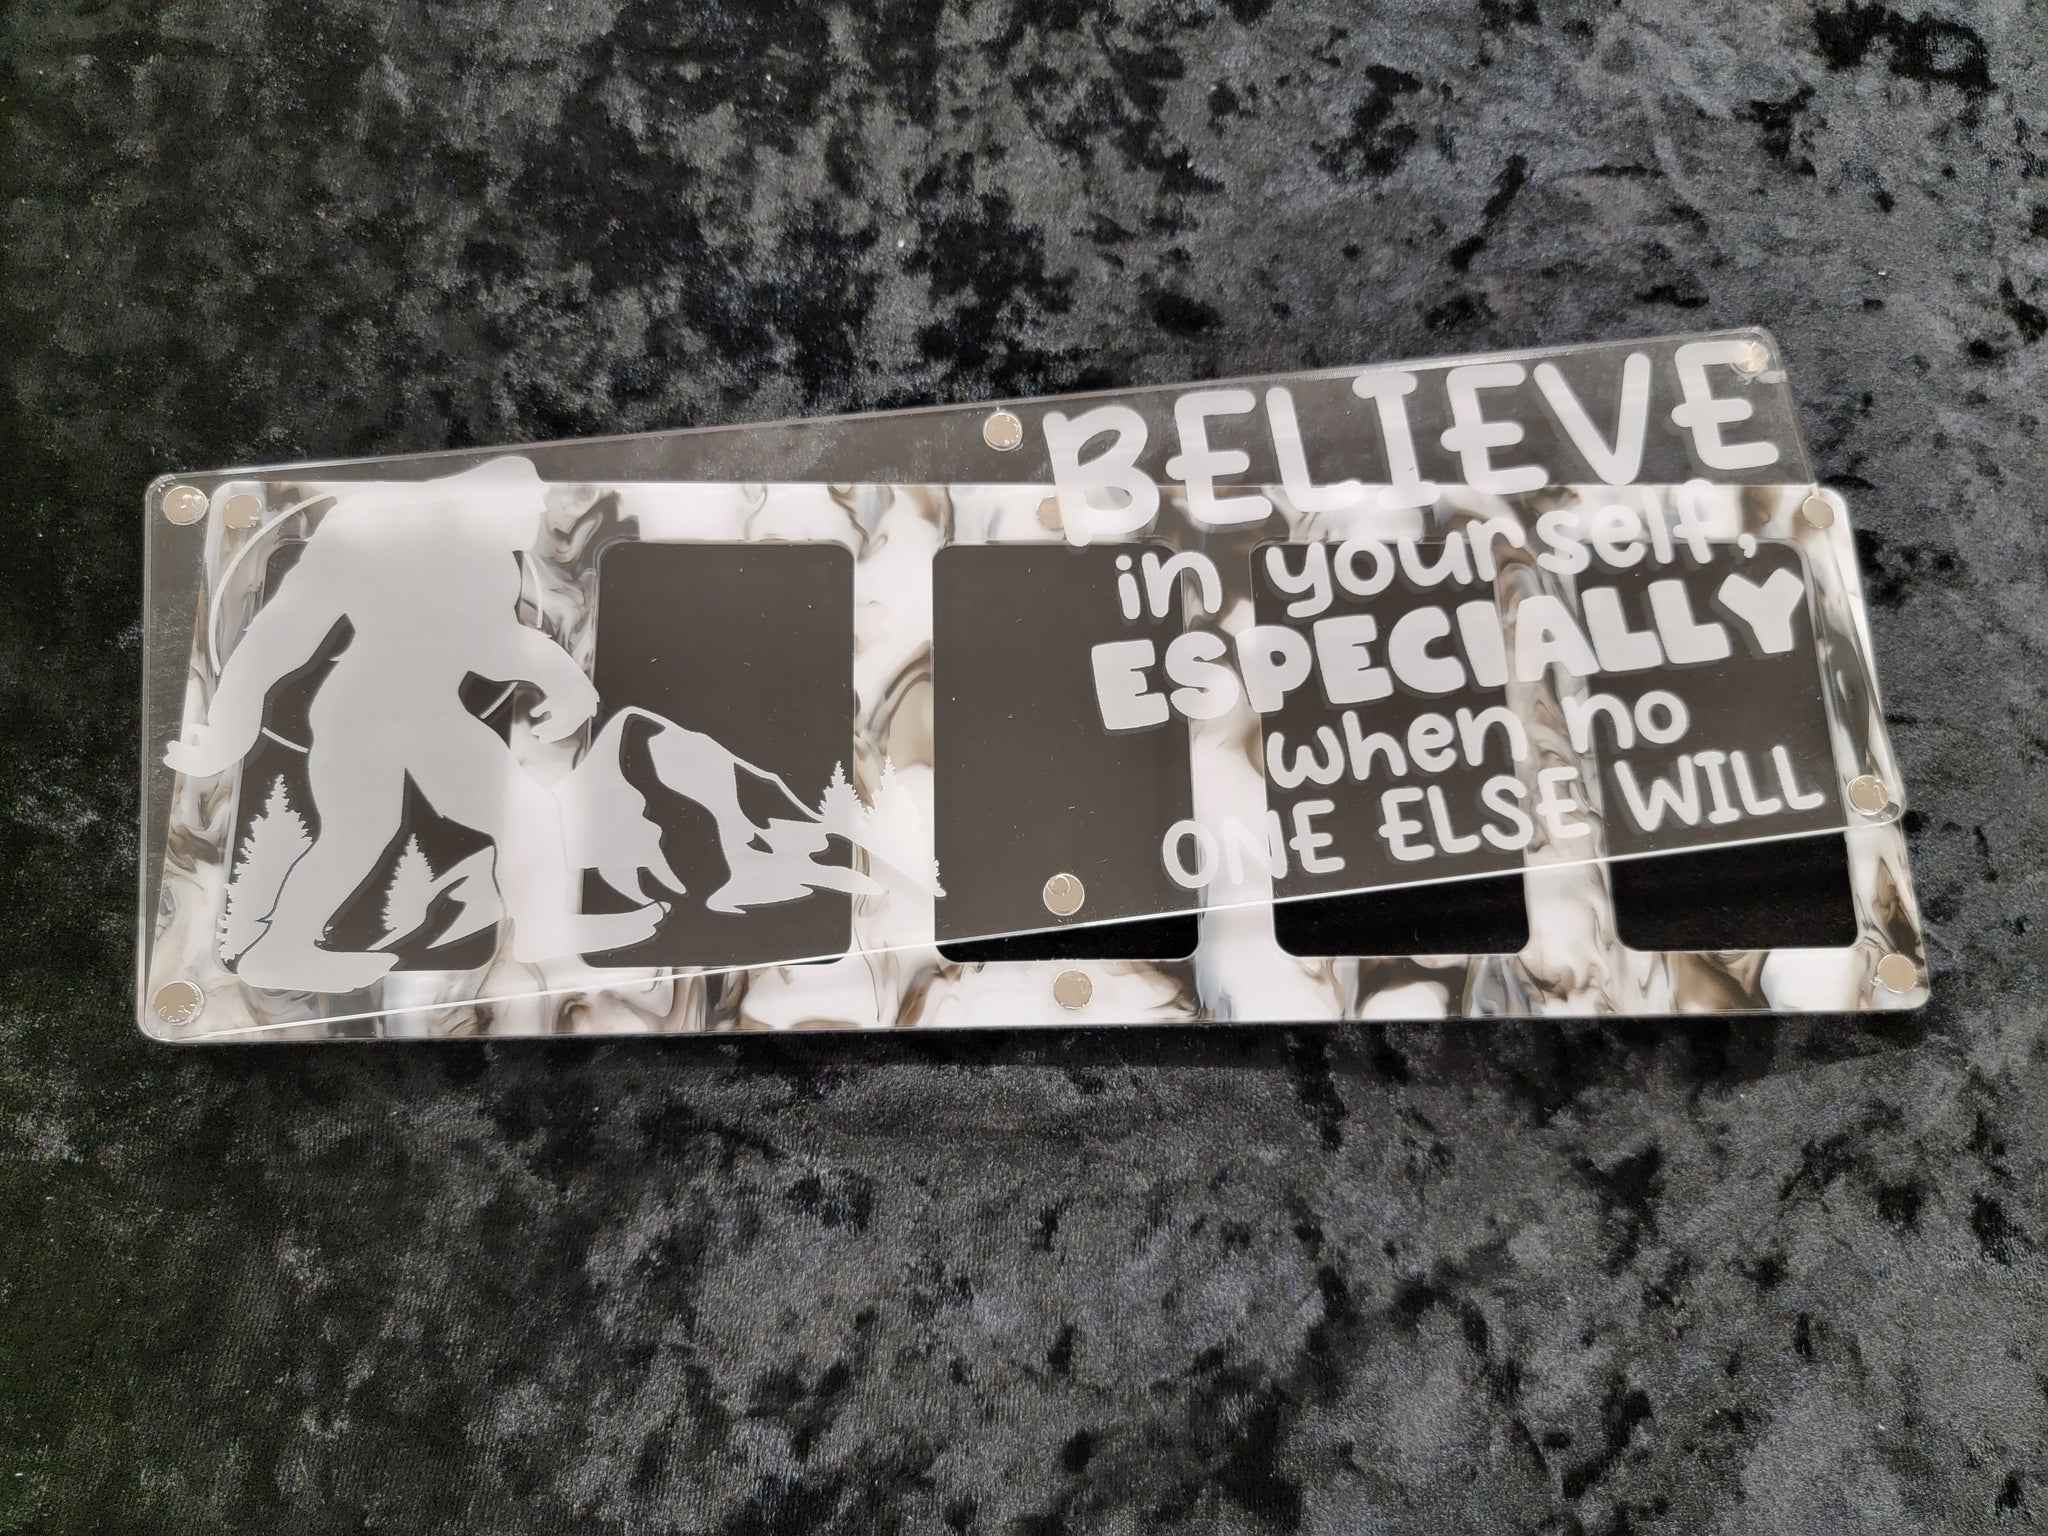 BELIEVE
in yourself,
ESPECIALLY
when no
ONE ELSE WILL